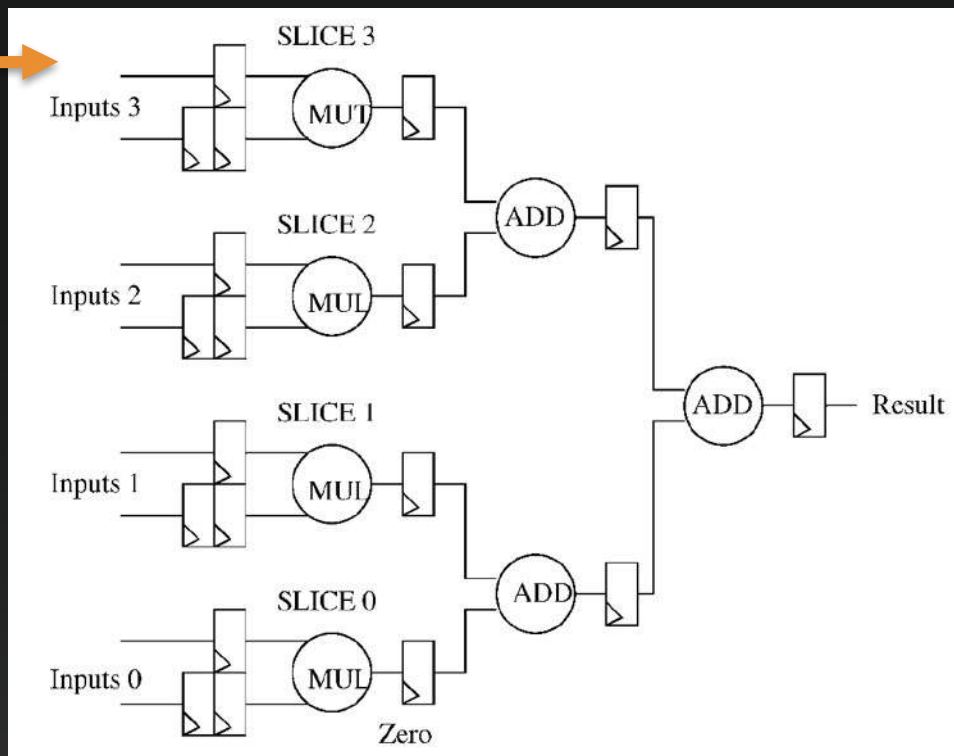 SLICE 3
Inputs 3
MUT
SLICE 2
ADD
Inputs 2
MUL
SLICE 1
ADD
Result
Inputs 1
MUL
SLICE 0
ADD
Inputs 0
MUL
Zero